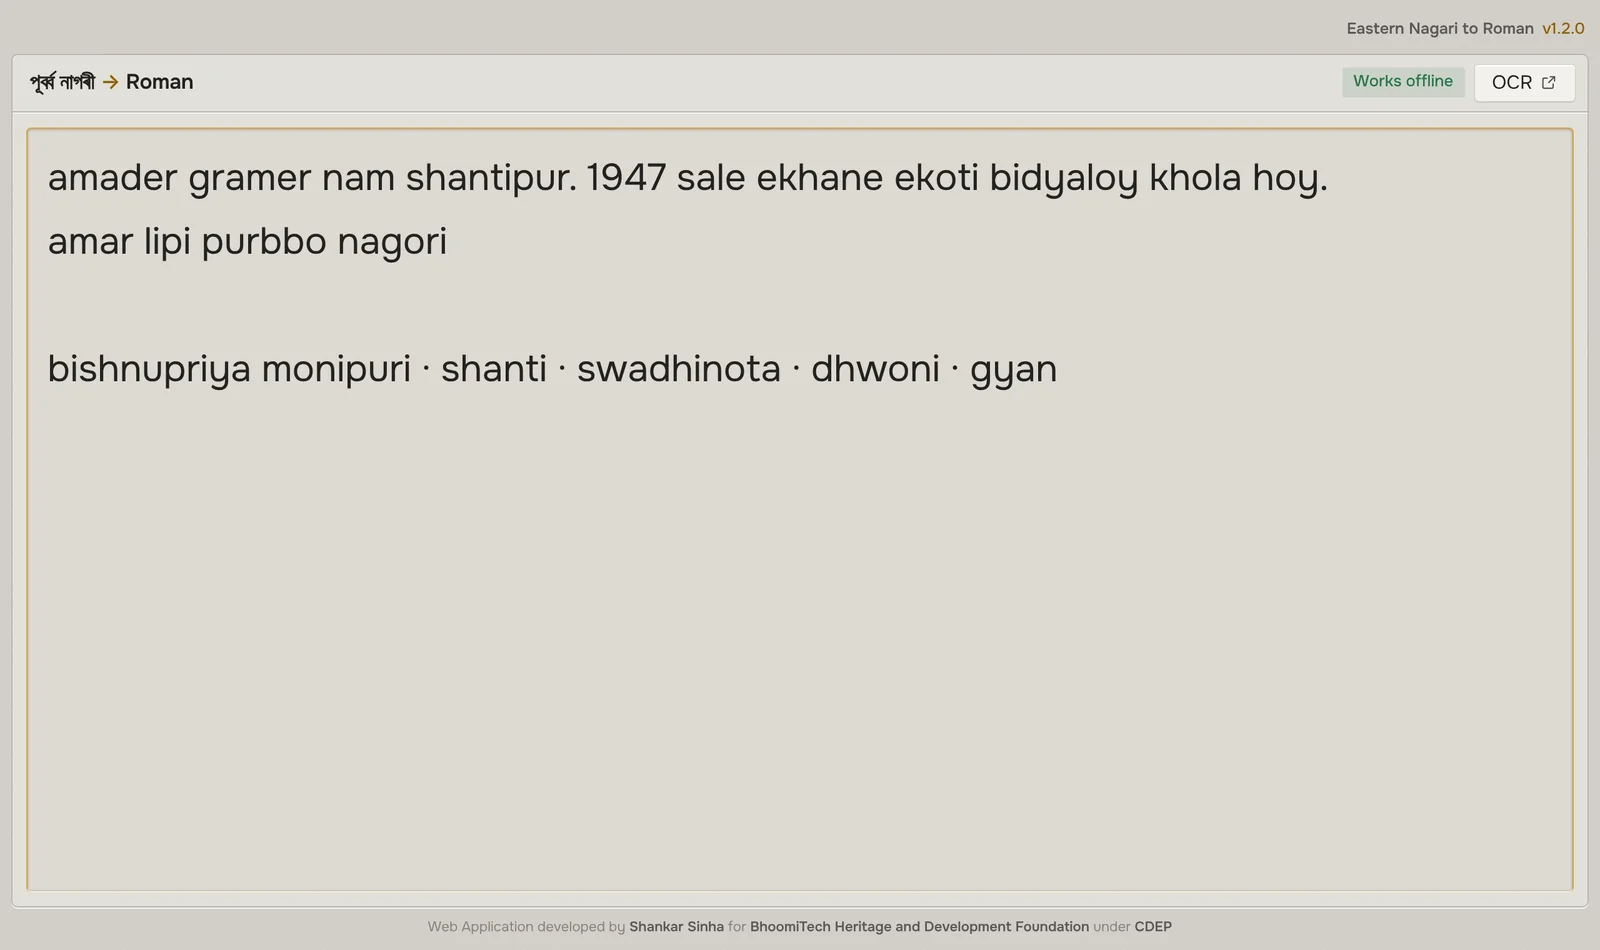 Eastern Nagari to Roman v1.2.0
পূর্ব্ব নাগৰী → Roman
Works offline
OCR
amader gramer nam shantipur. 1947 sale ekhane ekoti bidyaloy khola hoy.
amar lipi purbbo nagori
bishnupriya monipuri · shanti · swadhinota · dhwoni · gyan
Web Application developed by Shankar Sinha for BhoomiTech Heritage and Development Foundation under CDEP